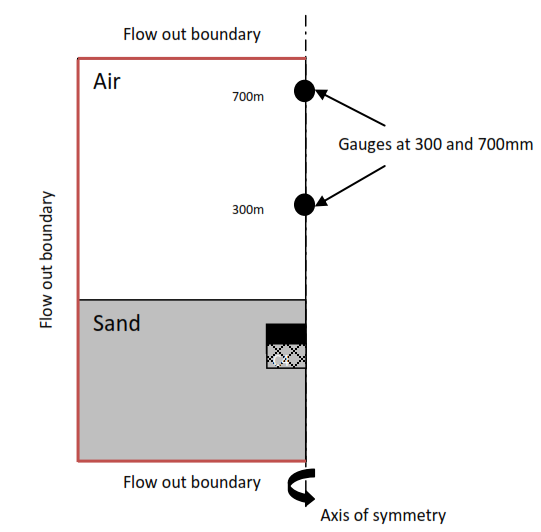 Flow out boundary
Air
700m
Gauges at 300 and 700mm
300m
Flow out boundary
Sand
Flow out boundary
Axis of symmetry